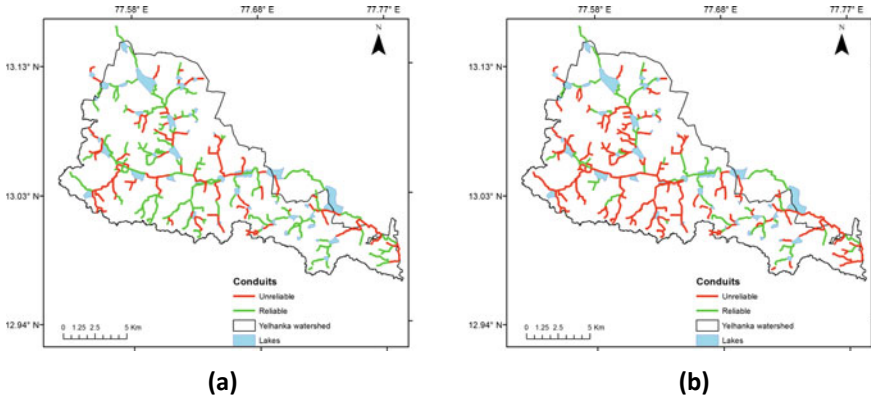 77.58° E 77.68° E 77.77° E
N
13.13° N
13.03° N
12.94° N
Conduits
Unreliable
Reliable
Yelhanka watershed
Lakes
0 1.25 2.5 5 Km
(a)
77.58° E 77.68° E 77.77° E
N
13.13° N
13.03° N
12.94° N
Conduits
Unreliable
Reliable
Yelhanka watershed
Lakes
0 1.25 2.5 5 Km
(b)